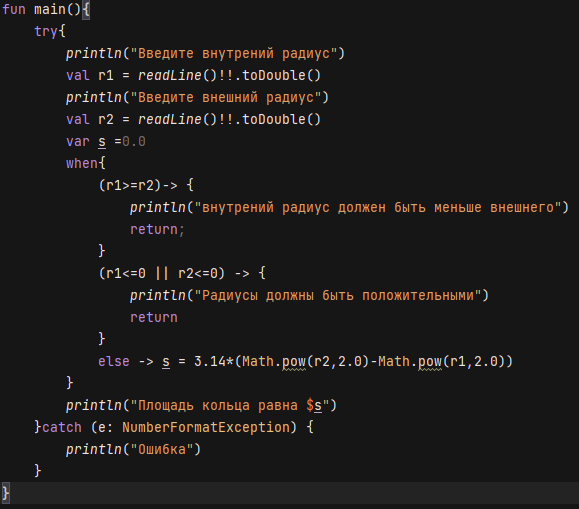 fun main(){
    try{
        println("Введите внутрений радиус")
        val r1 = readLine()!!.toDouble()
        println("Введите внешний радиус")
        val r2 = readLine()!!.toDouble()
        var s =0.0
        when{
            (r1>=r2)-> {
                println("внутрений радиус должен быть меньше внешнего")
                return;
            }
            (r1<=0 || r2<=0) -> {
                println("Радиусы должны быть положительными")
                return
            }
            else -> s = 3.14*(Math.pow(r2,2.0)-Math.pow(r1,2.0))
        }
        println("Площадь кольца равна $s")
    }catch (e: NumberFormatException) {
        println("Ошибка")
    }
}